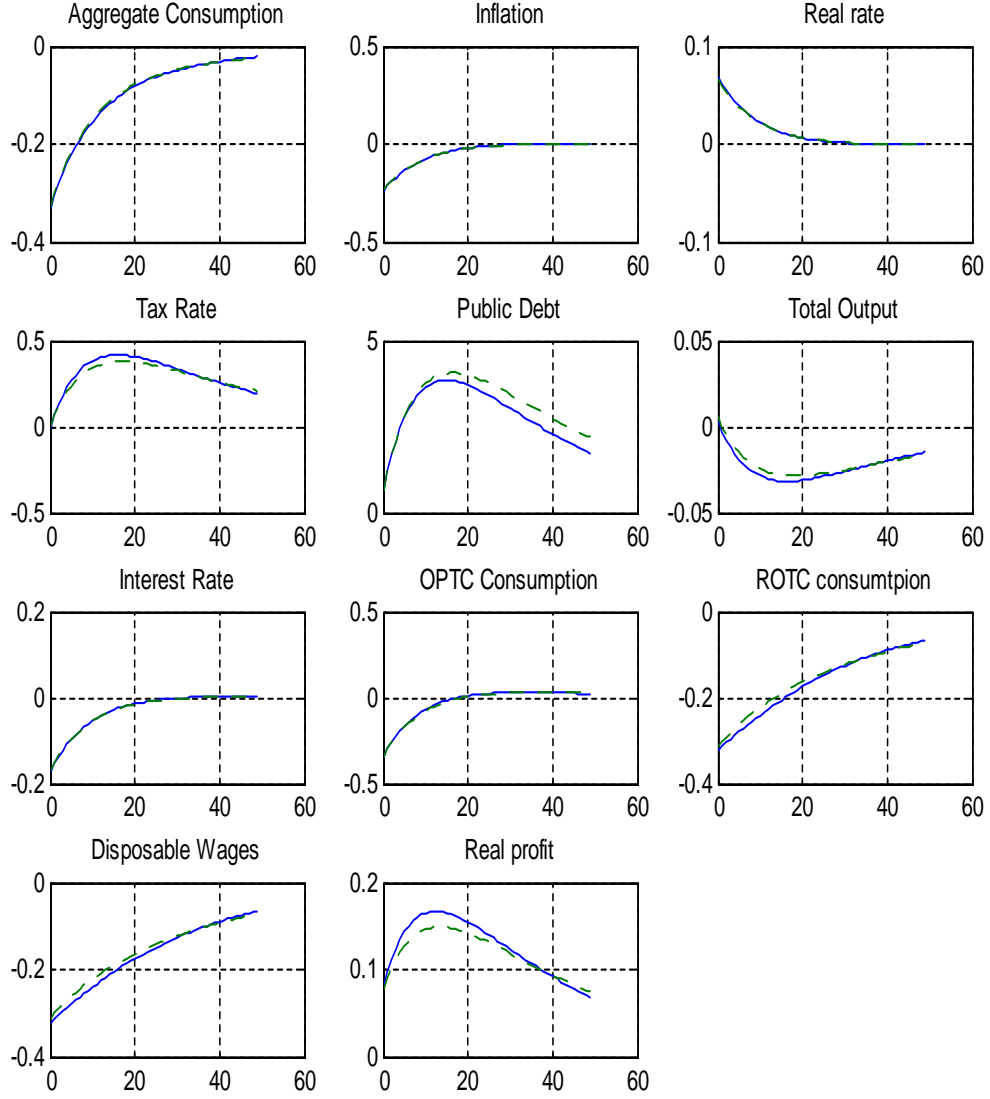 Aggregate Consumption Inflation Real rate
0 0.5 0.1
-0.2 0 0
-0.4 -0.5 -0.1
0 20 40 60 0 20 40 60 0 20 40 60
Tax Rate Public Debt Total Output
0.5 5 0.05
0 0
-0.5 0 -0.05
0 20 40 60 0 20 40 60 0 20 40 60
Interest Rate OPTC Consumption ROTC consumtpion
0.2 0.5 0
0 0 -0.2
-0.2 -0.5 -0.4
0 20 40 60 0 20 40 60 0 20 40 60
Disposable Wages Real profit
0 0.2
-0.2 0.1
-0.4 0
0 20 40 60 0 20 40 60